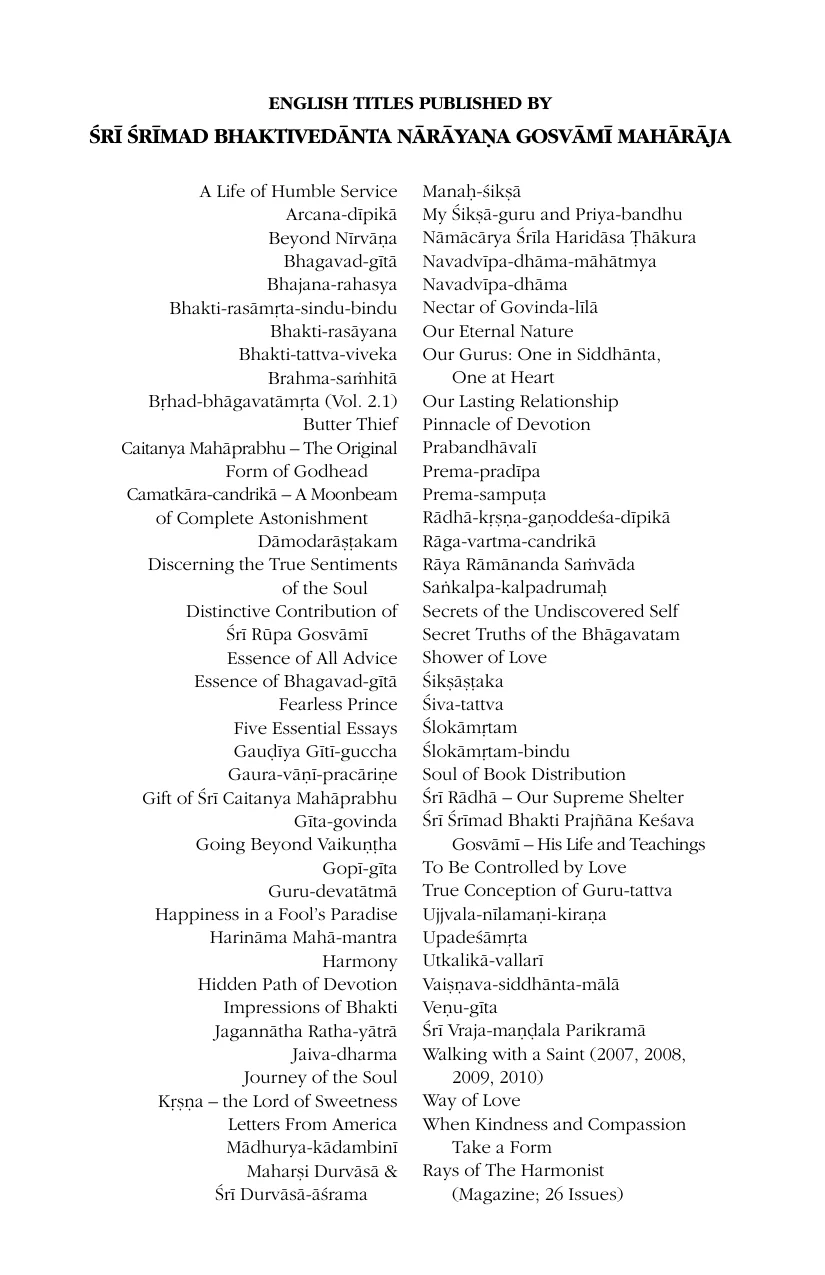 ENGLISH TITLES PUBLISHED BY
ŚRĪ ŚRĪMAD BHAKTIVEDĀNTA NĀRĀYAṆA GOSVĀMĪ MAHĀRĀJA
A Life of Humble Service
Arcana-dīpikā
Beyond Nīrvāṇa
Bhagavad-gītā
Bhajana-rahasya
Bhakti-rasāmṛta-sindu-bindu
Bhakti-rasāyana
Bhakti-tattva-viveka
Brahma-saṁhitā
Bṛhad-bhāgavatāmṛta (Vol. 2.1)
Butter Thief
Caitanya Mahāprabhu – The Original
Form of Godhead
Camatkāra-candrikā – A Moonbeam
of Complete Astonishment
Dāmodarāṣṭakam
Discerning the True Sentiments
of the Soul
Distinctive Contribution of
Śrī Rūpa Gosvāmī
Essence of All Advice
Essence of Bhagavad-gītā
Fearless Prince
Five Essential Essays
Gauḍīya Gītī-guccha
Gaura-vāṇī-pracāriṇe
Gift of Śrī Caitanya Mahāprabhu
Gīta-govinda
Going Beyond Vaikuṇṭha
Gopī-gīta
Guru-devatātmā
Happiness in a Fool’s Paradise
Harināma Mahā-mantra
Harmony
Hidden Path of Devotion
Impressions of Bhakti
Jagannātha Ratha-yātrā
Jaiva-dharma
Journey of the Soul
Kṛṣṇa – the Lord of Sweetness
Letters From America
Mādhurya-kādambinī
Maharṣi Durvāsā &
Śrī Durvāsā-āśrama
Manaḥ-śikṣā
My Śikṣā-guru and Priya-bandhu
Nāmācārya Śrīla Haridāsa Ṭhākura
Navadvīpa-dhāma-māhātmya
Navadvīpa-dhāma
Nectar of Govinda-līlā
Our Eternal Nature
Our Gurus: One in Siddhānta,
One at Heart
Our Lasting Relationship
Pinnacle of Devotion
Prabandhāvalī
Prema-pradīpa
Prema-sampuṭa
Rādhā-kṛṣṇa-gaṇoddeśa-dīpikā
Rāga-vartma-candrikā
Rāya Rāmānanda Saṁvāda
Saṅkalpa-kalpadrumaḥ
Secrets of the Undiscovered Self
Secret Truths of the Bhāgavatam
Shower of Love
Śikṣāṣṭaka
Śiva-tattva
Ślokāmṛtam
Ślokāmṛtam-bindu
Soul of Book Distribution
Śrī Rādhā – Our Supreme Shelter
Śrī Śrīmad Bhakti Prajñāna Keśava
Gosvāmī – His Life and Teachings
To Be Controlled by Love
True Conception of Guru-tattva
Ujjvala-nīlamaṇi-kiraṇa
Upadeśāmṛta
Utkalikā-vallarī
Vaiṣṇava-siddhānta-mālā
Veṇu-gīta
Śrī Vraja-maṇḍala Parikramā
Walking with a Saint (2007, 2008,
2009, 2010)
Way of Love
When Kindness and Compassion
Take a Form
Rays of The Harmonist
(Magazine; 26 Issues)